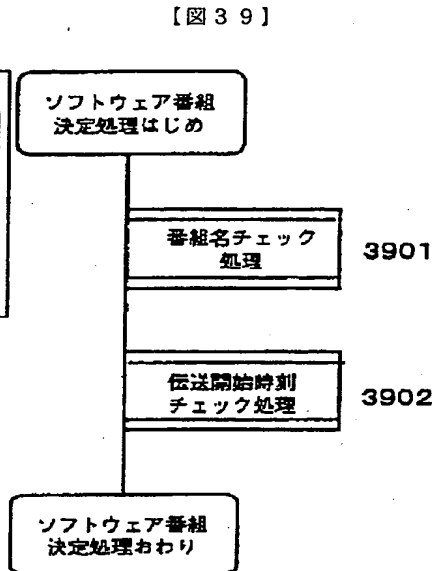 【図３９】
ソフトウェア番組
決定処理はじめ
番組名チェック
処理
3901
伝送開始時刻
チェック処理
3902
ソフトウェア番組
決定処理おわり